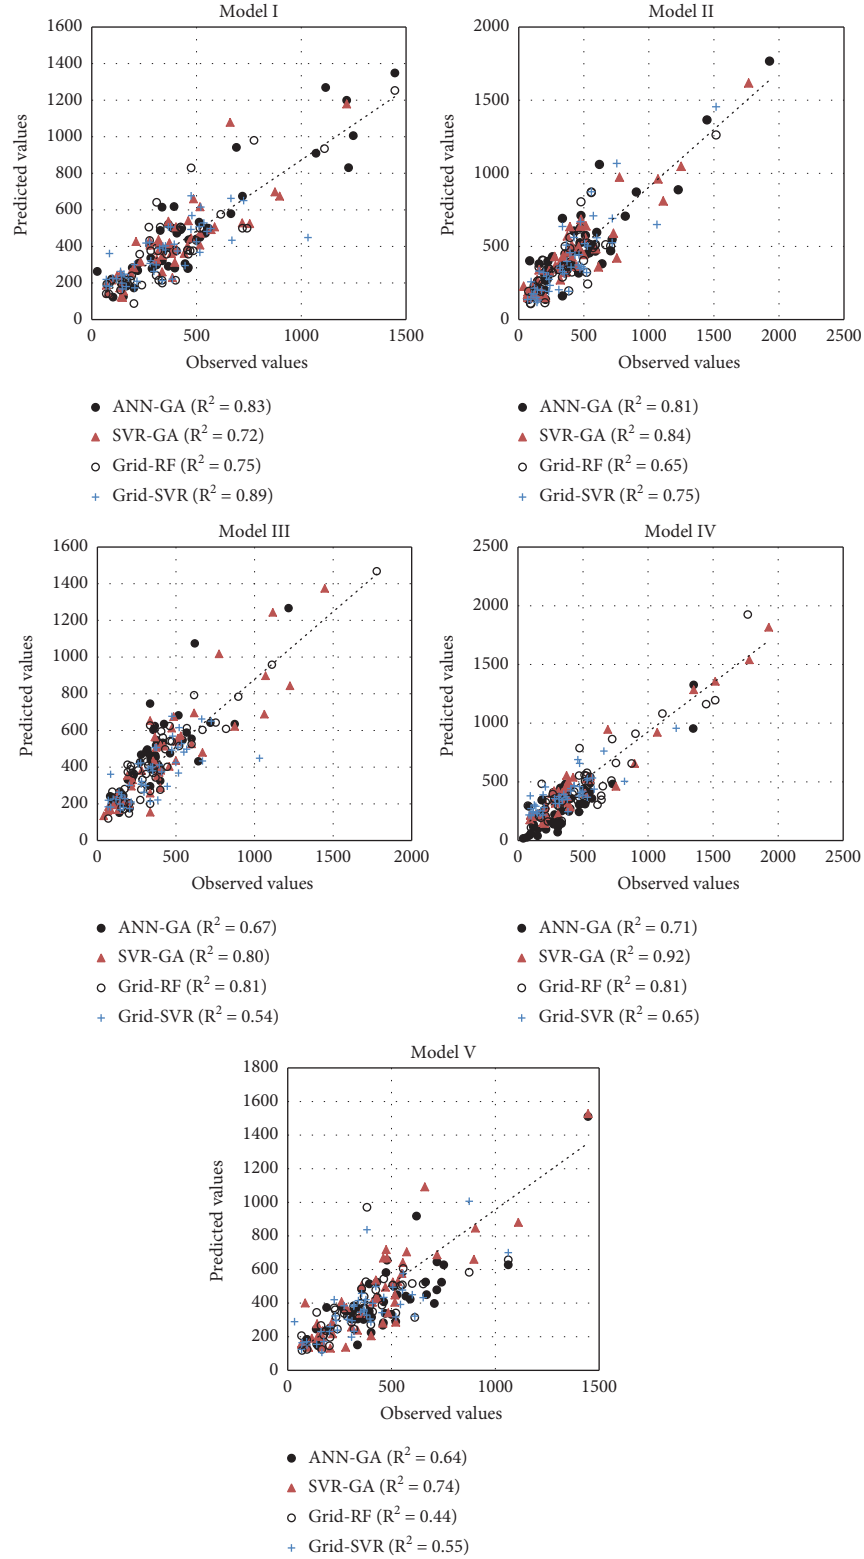 Model I
Predicted values
1600
1400
1200
1000
800
600
400
200
0
0 500 1000 1500
Observed values
ANN-GA (R² = 0.83)
SVR-GA (R² = 0.72)
Grid-RF (R² = 0.75)
Grid-SVR (R² = 0.89)
Model II
Predicted values
2000
1500
1000
500
0
0 500 1000 1500 2000 2500
Observed values
ANN-GA (R² = 0.81)
SVR-GA (R² = 0.84)
Grid-RF (R² = 0.65)
Grid-SVR (R² = 0.75)
Model III
Predicted values
1600
1400
1200
1000
800
600
400
200
0
0 500 1000 1500 2000
Observed values
ANN-GA (R² = 0.67)
SVR-GA (R² = 0.80)
Grid-RF (R² = 0.81)
Grid-SVR (R² = 0.54)
Model IV
Predicted values
2500
2000
1500
1000
500
0
0 500 1000 1500 2000 2500
Observed values
ANN-GA (R² = 0.71)
SVR-GA (R² = 0.92)
Grid-RF (R² = 0.81)
Grid-SVR (R² = 0.65)
Model V
Predicted values
1800
1600
1400
1200
1000
800
600
400
200
0
0 500 1000 1500
Observed values
ANN-GA (R² = 0.64)
SVR-GA (R² = 0.74)
Grid-RF (R² = 0.44)
Grid-SVR (R² = 0.55)